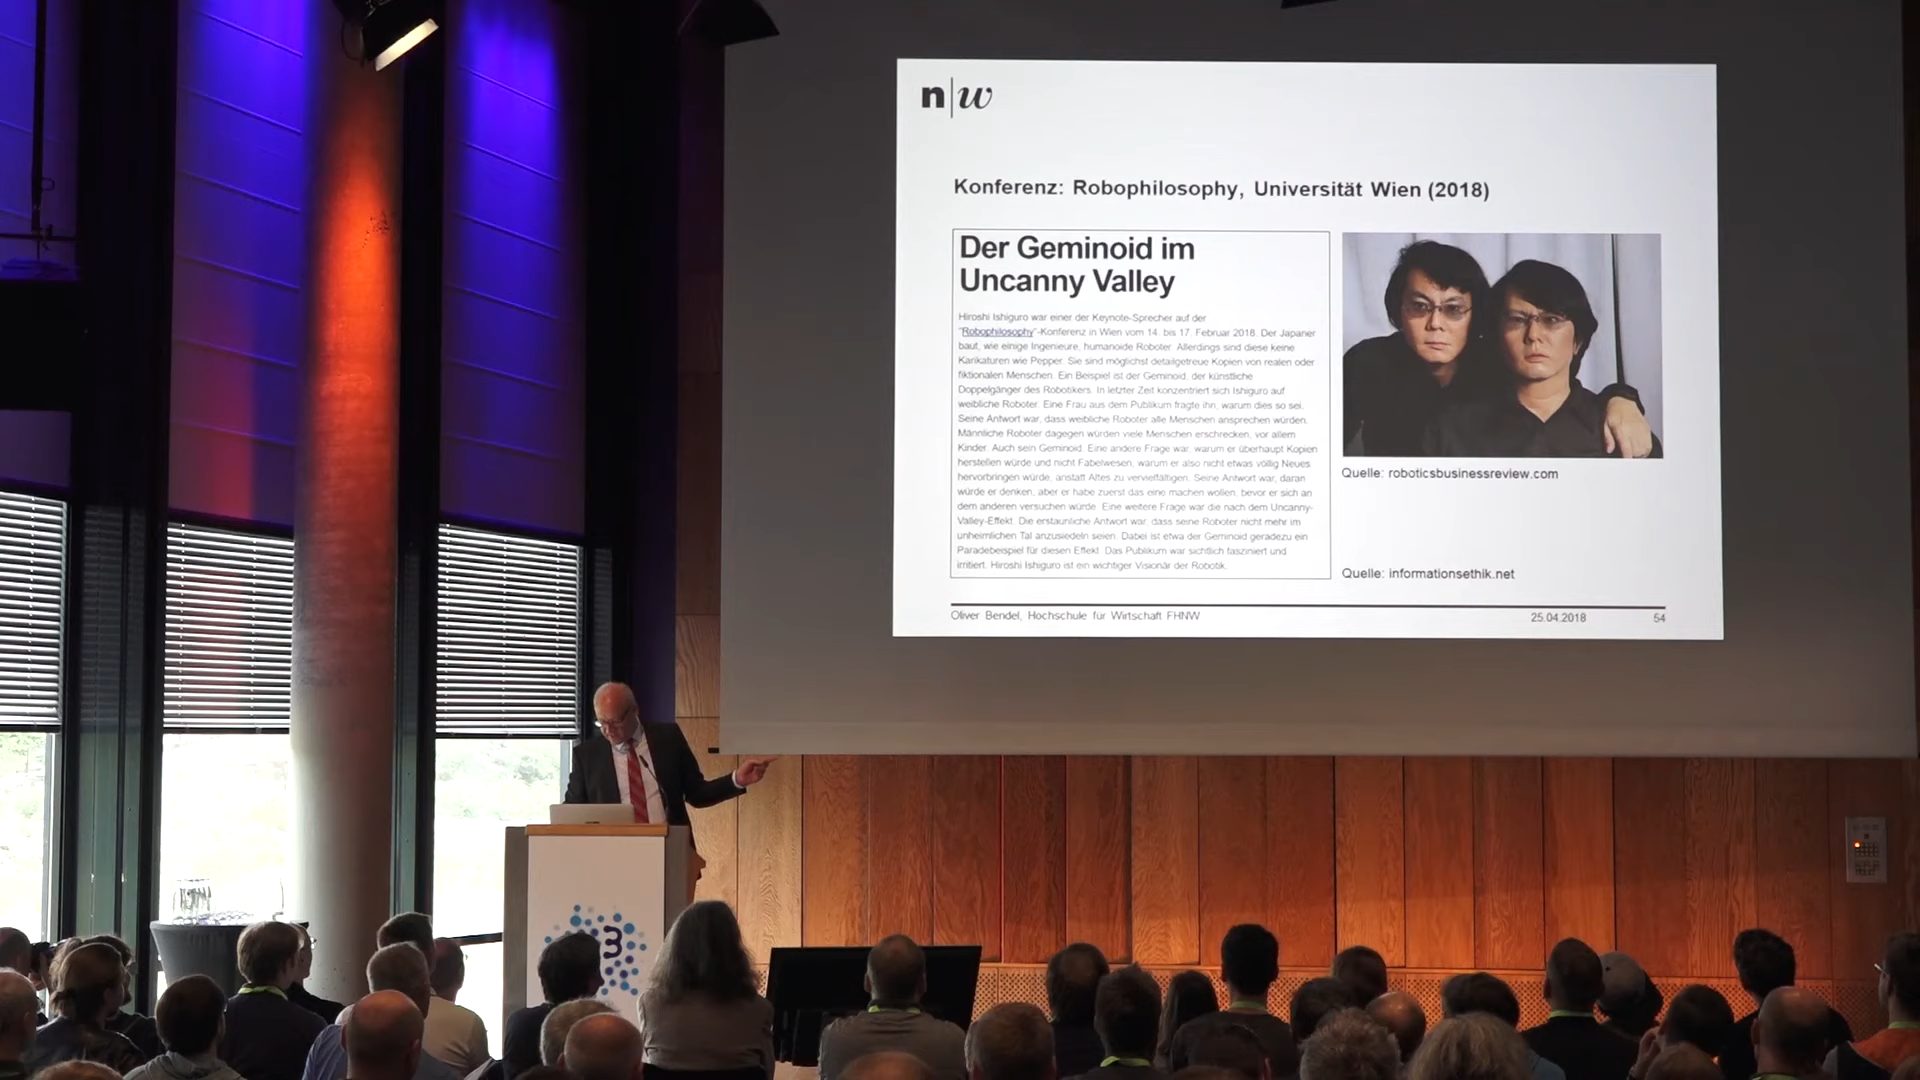 n|w
Konferenz: Robophilosophy, Universität Wien (2018)
Der Geminoid im
Uncanny Valley
Hiroshi Ishiguro war einer der Keynote-Sprecher auf der
"Robophilosophy"-Konferenz in Wien vom 14. bis 17. Februar 2018. Der Japaner
baut, wie einige Ingenieure, humanoide Roboter. Allerdings sind diese keine
Karikaturen wie Pepper. Sie sind möglichst detailgetreue Kopien von realen oder
fiktionalen Menschen. Ein Beispiel ist der Geminoid, der künstliche
Doppelgänger des Robotikers. In letzter Zeit konzentriert sich Ishiguro auf
weibliche Roboter. Eine Frau aus dem Publikum fragte ihn, warum dies so sei.
Seine Antwort war, dass weibliche Roboter alle Menschen ansprechen würden.
Männliche Roboter dagegen würden viele Menschen erschrecken, vor allem
Kinder. Auch sein Geminoid. Eine andere Frage war, warum er überhaupt Kopien
herstellen würde und nicht Fabelwesen, warum er also nicht etwas völlig Neues
hervorbringen würde, anstatt Altes zu vervielfältigen. Seine Antwort war, daran
würde er denken, aber er habe zuerst das eine machen wollen, bevor er sich an
dem anderen versuchen würde. Eine weitere Frage war die nach dem Uncanny-
Valley-Effekt. Die erstaunliche Antwort war, dass seine Roboter nicht mehr im
unheimlichen Tal anzusiedeln seien. Dabei ist etwa der Geminoid geradezu ein
Paradebeispiel für diesen Effekt. Das Publikum war sichtlich fasziniert und
irritiert. Hiroshi Ishiguro ist ein wichtiger Visionär der Robotik.
Quelle: roboticsbusinessreview.com
Quelle: informationsethik.net
Oliver Bendel, Hochschule für Wirtschaft FHNW
25.04.2018
54
3